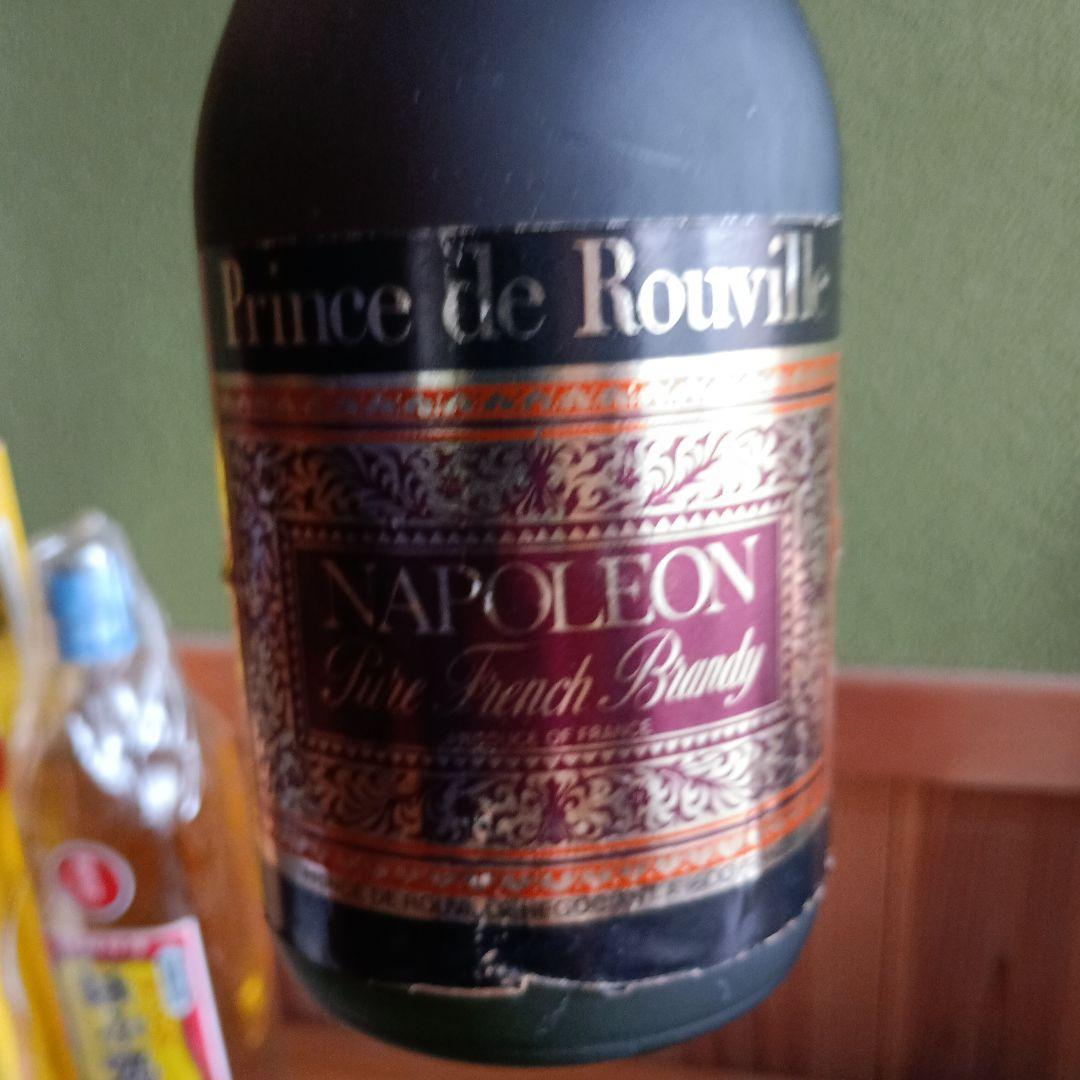 Prince de Rouville
NAPOLEON
Pure French Brandy
PRODUCE OF FRANCE